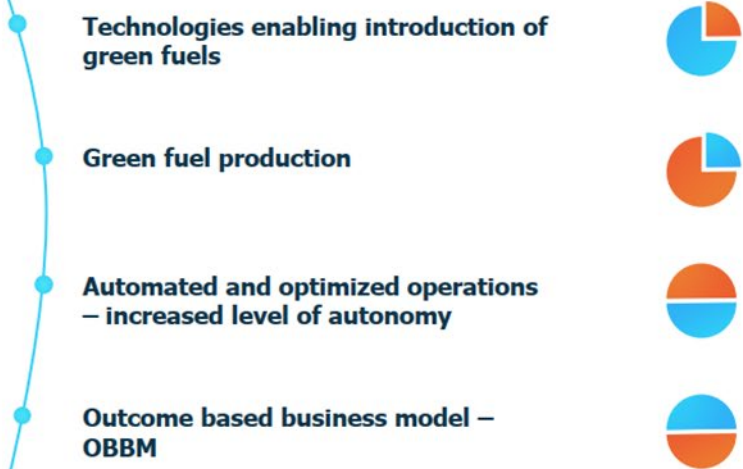 Technologies enabling introduction of
green fuels
Green fuel production
Automated and optimized operations
– increased level of autonomy
Outcome based business model –
OBBM